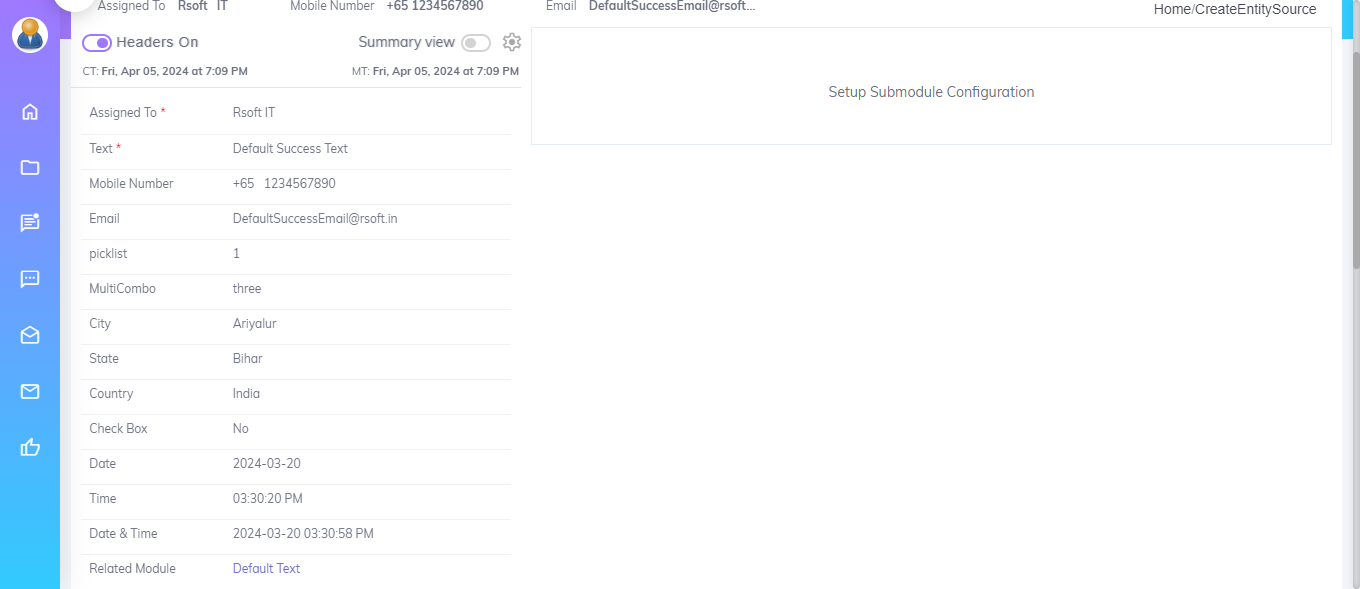 Assigned To Rsoft IT Mobile Number +65 1234567890 Email DefaultSuccessEmail@rsoft... Home/CreateEntitySource
Headers On Summary view
CT: Fri, Apr 05, 2024 at 7:09 PM MT: Fri, Apr 05, 2024 at 7:09 PM
Setup Submodule Configuration
Assigned To * Rsoft IT
Text * Default Success Text
Mobile Number +65 1234567890
Email DefaultSuccessEmail@rsoft.in
picklist 1
MultiCombo three
City Ariyalur
State Bihar
Country India
Check Box No
Date 2024-03-20
Time 03:30:20 PM
Date & Time 2024-03-20 03:30:58 PM
Related Module Default Text